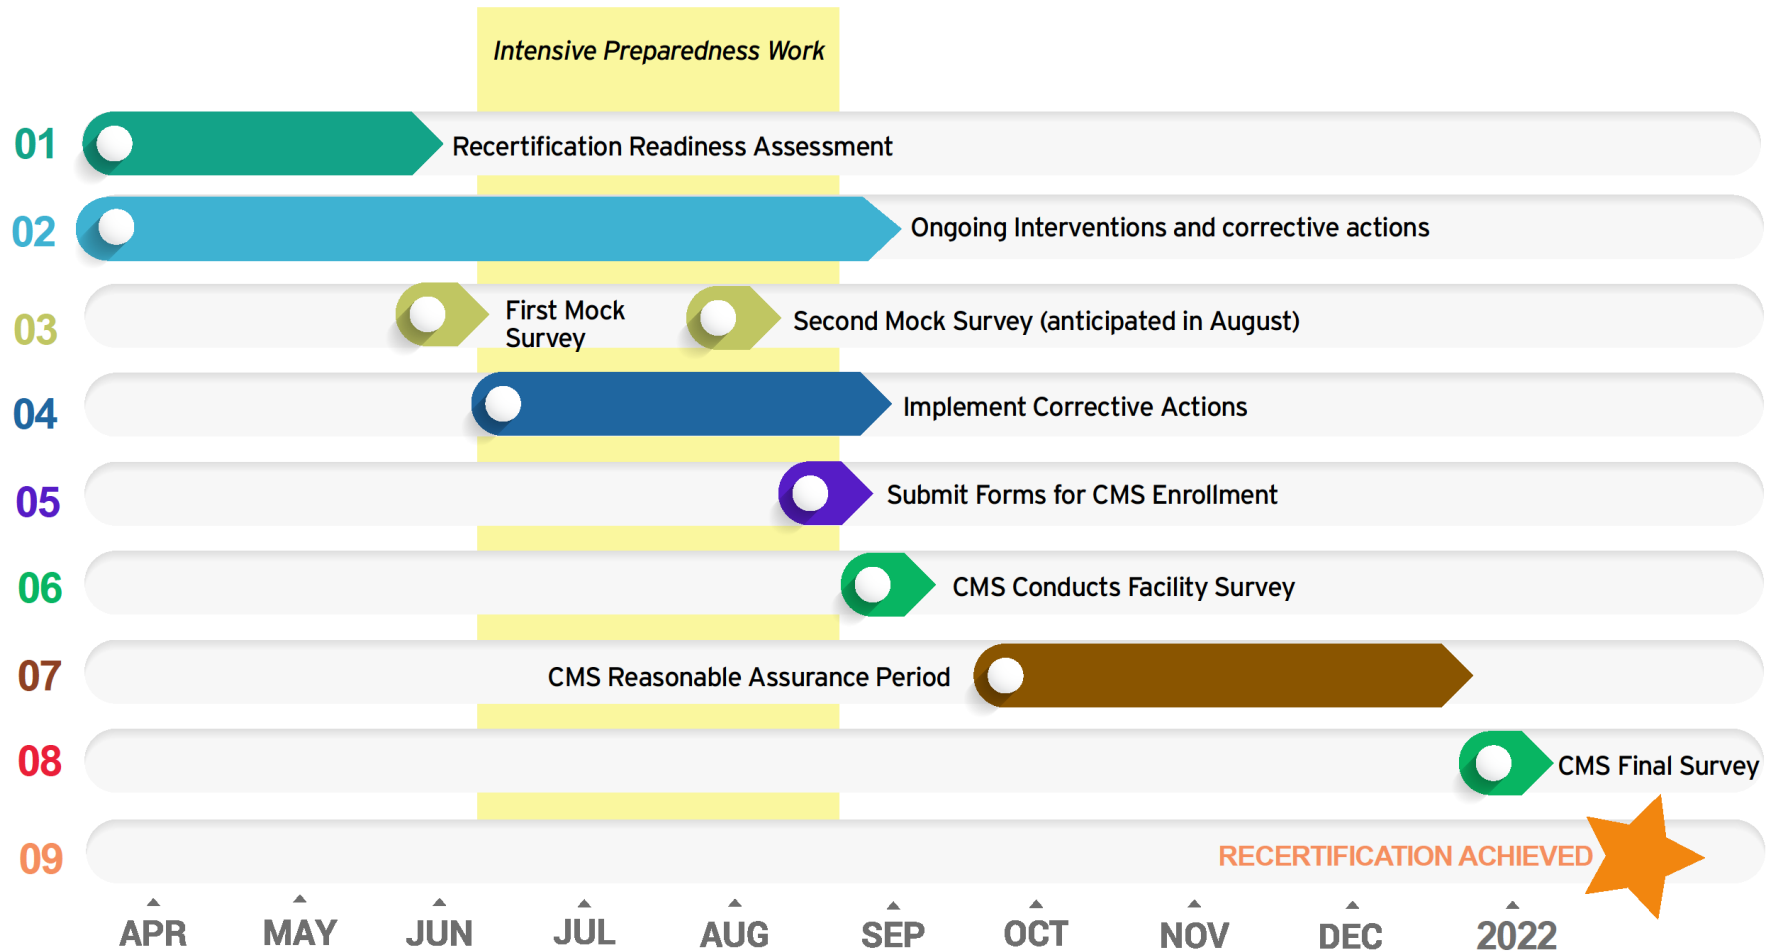 Intensive Preparedness Work
01
Recertification Readiness Assessment
02
Ongoing Interventions and corrective actions
03
First Mock
Survey
Second Mock Survey (anticipated in August)
04
Implement Corrective Actions
05
Submit Forms for CMS Enrollment
06
CMS Conducts Facility Survey
07
CMS Reasonable Assurance Period
08
CMS Final Survey
09
RECERTIFICATION ACHIEVED
APR MAY JUN JUL AUG SEP OCT NOV DEC 2022